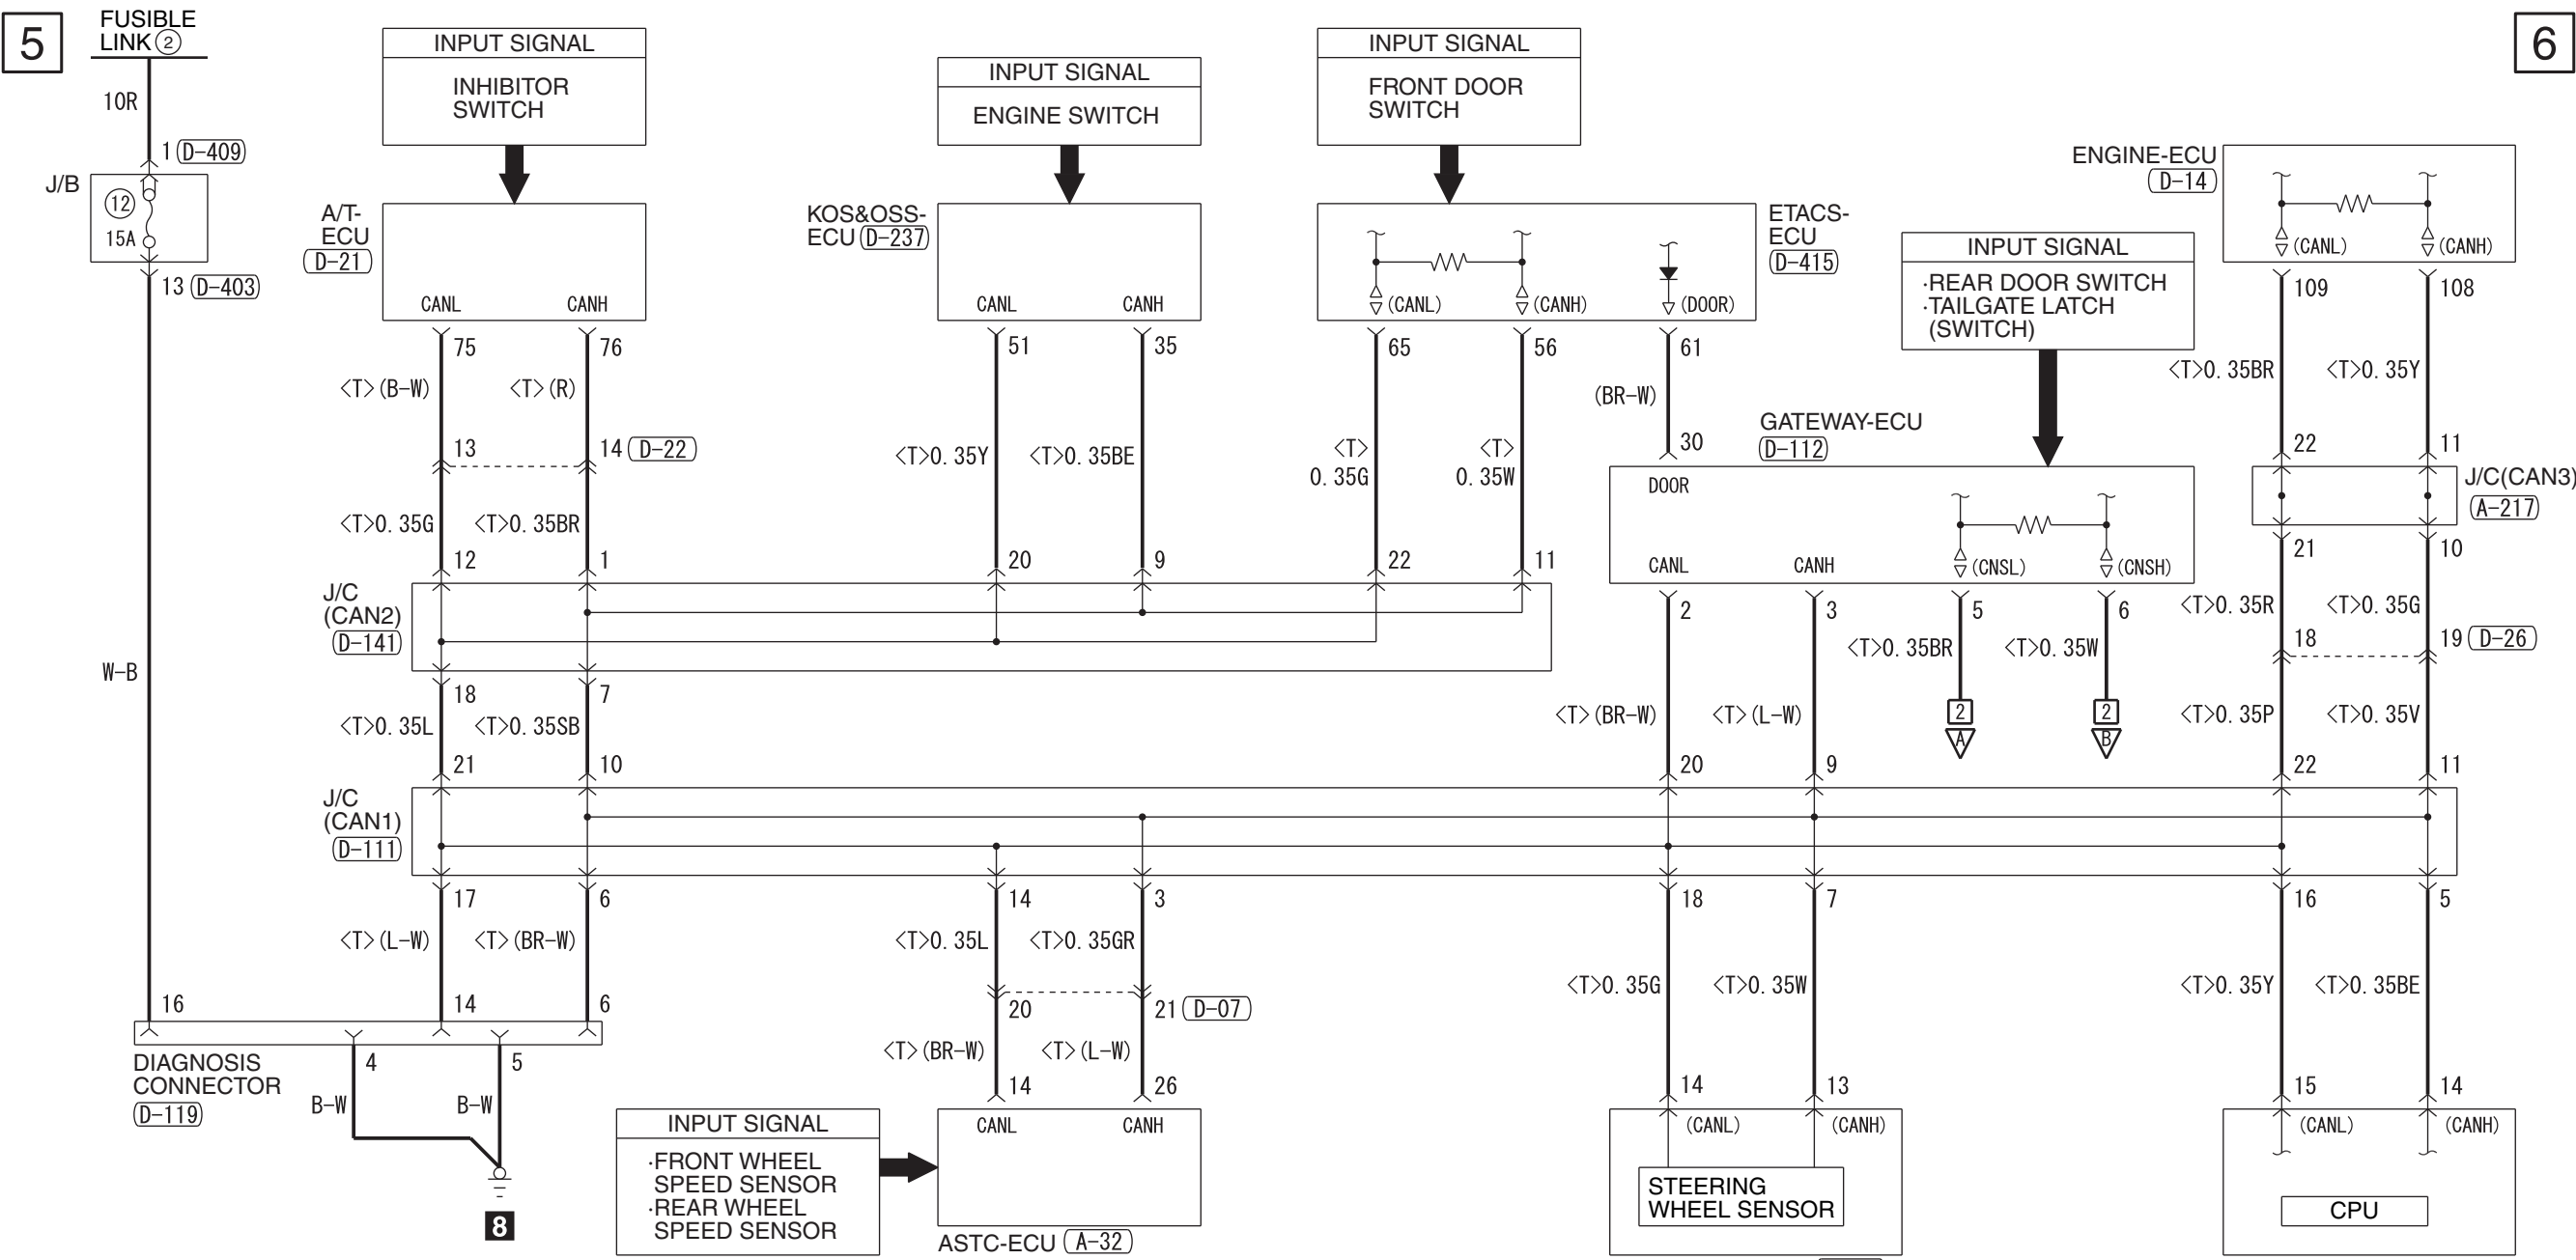 5
FUSIBLE
LINK ②
10R
1 D-409
J/B
⑫
15A
13 D-403
W-B
INPUT SIGNAL
INHIBITOR
SWITCH
A/T-
ECU
D-21
CANL
CANH
75
76
<T>(B-W)
<T>(R)
13
14 D-22
<T>0.35G
<T>0.35BR
12
1
INPUT SIGNAL
ENGINE SWITCH
KOS&OSS-
ECU D-237
CANL
CANH
51
35
<T>0.35Y
<T>0.35BE
20
9
INPUT SIGNAL
FRONT DOOR
SWITCH
ETACS-
ECU
D-415
(CANL)
(CANH)
(DOOR)
65
56
61
<T>
0.35G
<T>
0.35W
(BR-W)
22
11
30
INPUT SIGNAL
·REAR DOOR SWITCH
·TAILGATE LATCH
(SWITCH)
GATEWAY-ECU
D-112
DOOR
CANL
CANH
(CNSL)
(CNSH)
2
3
5
6
<T>0.35BR
<T>0.35W
2
A
2
B
<T>(BR-W)
<T>(L-W)
20
9
6
ENGINE-ECU
D-14
(CANL)
(CANH)
109
108
<T>0.35BR
<T>0.35Y
22
11
J/C(CAN3)
A-217
21
10
<T>0.35R
<T>0.35G
18
19 D-26
<T>0.35P
<T>0.35V
22
11
J/C
(CAN2)
D-141
18
7
<T>0.35L
<T>0.35SB
21
10
J/C
(CAN1)
D-111
17
6
<T>(L-W)
<T>(BR-W)
16
14
6
DIAGNOSIS
CONNECTOR
D-119
4
5
B-W
B-W
8
14
3
<T>0.35L
<T>0.35GR
20
21 D-07
<T>(BR-W)
<T>(L-W)
14
26
INPUT SIGNAL
·FRONT WHEEL
SPEED SENSOR
·REAR WHEEL
SPEED SENSOR
CANL
CANH
ASTC-ECU A-32
18
7
<T>0.35G
<T>0.35W
14
13
(CANL)
(CANH)
STEERING
WHEEL SENSOR
16
5
<T>0.35Y
<T>0.35BE
15
14
(CANL)
(CANH)
CPU